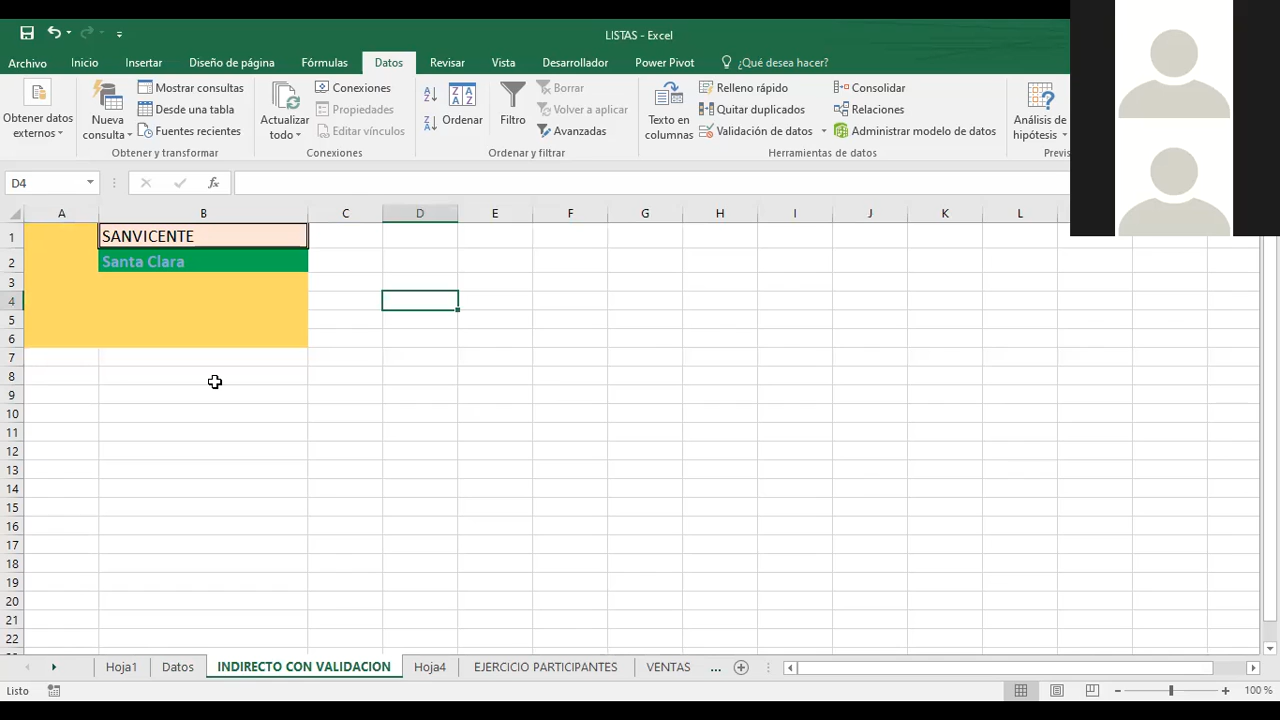 LISTAS - Excel
Archivo Inicio Insertar Diseño de página Fórmulas Datos Revisar Vista Desarrollador Power Pivot ¿Qué desea hacer?
Obtener datos externos
Nueva consulta
Mostrar consultas
Desde una tabla
Fuentes recientes
Obtener y transformar
Actualizar todo
Conexiones
Propiedades
Editar vínculos
Conexiones
Ordenar
Filtro
Borrar
Volver a aplicar
Avanzadas
Ordenar y filtrar
Texto en columnas
Relleno rápido
Quitar duplicados
Validación de datos
Consolidar
Relaciones
Administrar modelo de datos
Herramientas de datos
Análisis de hipótesis
Previs
D4 fx
A B C D E F G H I J K L
1 SANVICENTE
2 Santa Clara
3
4
5
6
7
8
9
10
11
12
13
14
15
16
17
18
19
20
21
22
Hoja1 Datos INDIRECTO CON VALIDACION Hoja4 EJERCICIO PARTICIPANTES VENTAS ...
Listo 100 %